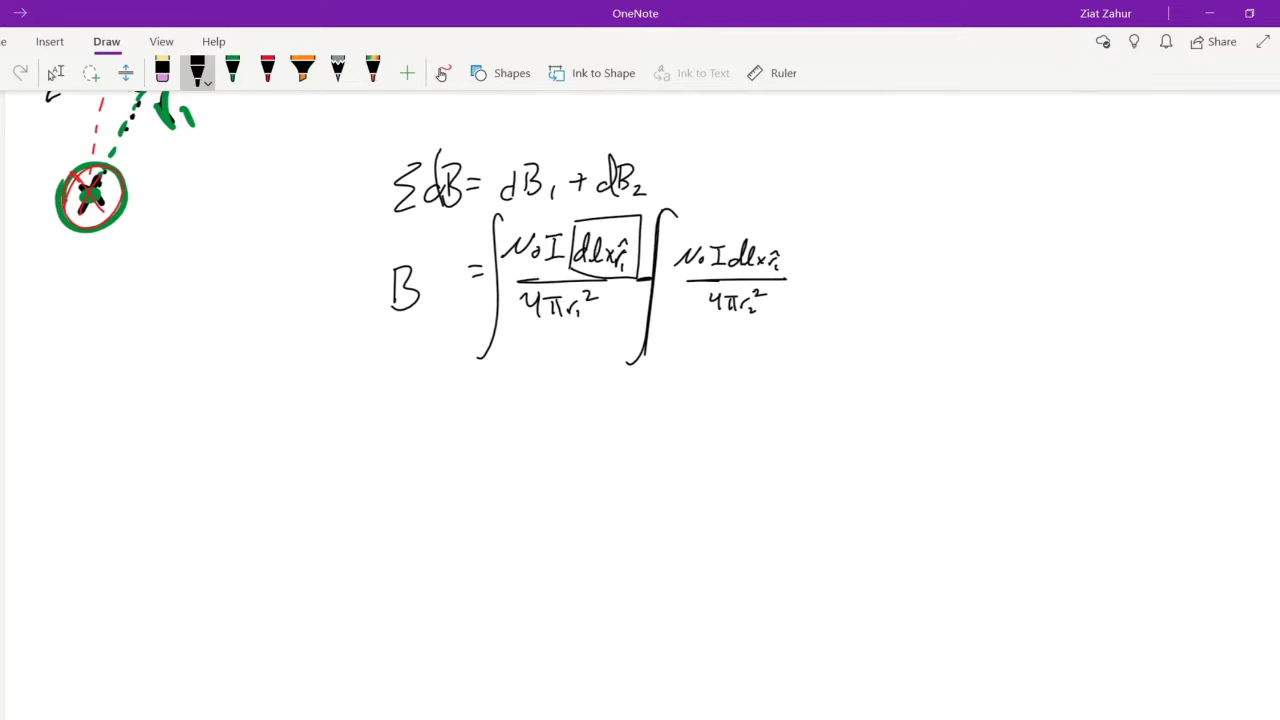 OneNote
Ziat Zahur
e Insert Draw View Help
Share
Shapes Ink to Shape Ink to Text Ruler
r₁
ΣdB = dB₁ + dB₂
B = ∫ μ₀I dl×r̂₁ / 4πr₁² ∫ μ₀I dl×r̂₂ / 4πr₂²